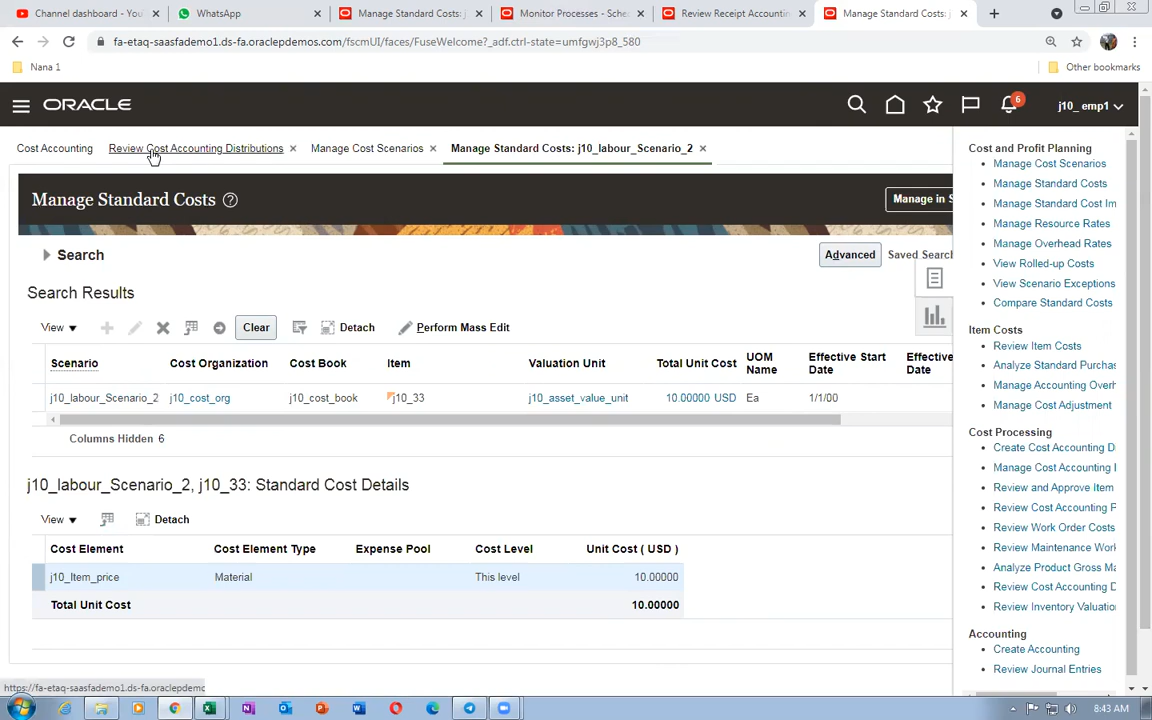 Channel dashboard - You
WhatsApp
Manage Standard Costs: j
Monitor Processes - Sche
Review Receipt Accountin
Manage Standard Costs: j
fa-etaq-saasfademo1.ds-fa.oraclepdemos.com/fscmUI/faces/FuseWelcome?_adf.ctrl-state=umfgwj3p8_580
Nana 1
Other bookmarks
ORACLE
6
j10_ emp1
Cost Accounting
Review Cost Accounting Distributions
Manage Cost Scenarios
Manage Standard Costs: j10_labour_Scenario_2
Manage Standard Costs
Manage in S
Search
Advanced
Saved Search
Search Results
View
Clear
Detach
Perform Mass Edit
Scenario Cost Organization Cost Book Item Valuation Unit Total Unit Cost UOM Name Effective Start Date Effective Date
j10_labour_Scenario_2 j10_cost_org j10_cost_book j10_33 j10_asset_value_unit 10.00000 USD Ea 1/1/00
Columns Hidden 6
j10_labour_Scenario_2, j10_33: Standard Cost Details
View
Detach
Cost Element Cost Element Type Expense Pool Cost Level Unit Cost ( USD )
j10_Item_price Material This level 10.00000
Total Unit Cost 10.00000
Cost and Profit Planning
Manage Cost Scenarios
Manage Standard Costs
Manage Standard Cost Im
Manage Resource Rates
Manage Overhead Rates
View Rolled-up Costs
View Scenario Exceptions
Compare Standard Costs
Item Costs
Review Item Costs
Analyze Standard Purchas
Manage Accounting Overh
Manage Cost Adjustment
Cost Processing
Create Cost Accounting D
Manage Cost Accounting
Review and Approve Item
Review Cost Accounting P
Review Work Order Costs
Review Maintenance Work
Analyze Product Gross Ma
Review Cost Accounting D
Review Inventory Valuatio
Accounting
Create Accounting
Review Journal Entries
https://fa-etaq-saasfademo1.ds-fa.oraclepdemo
8:43 AM